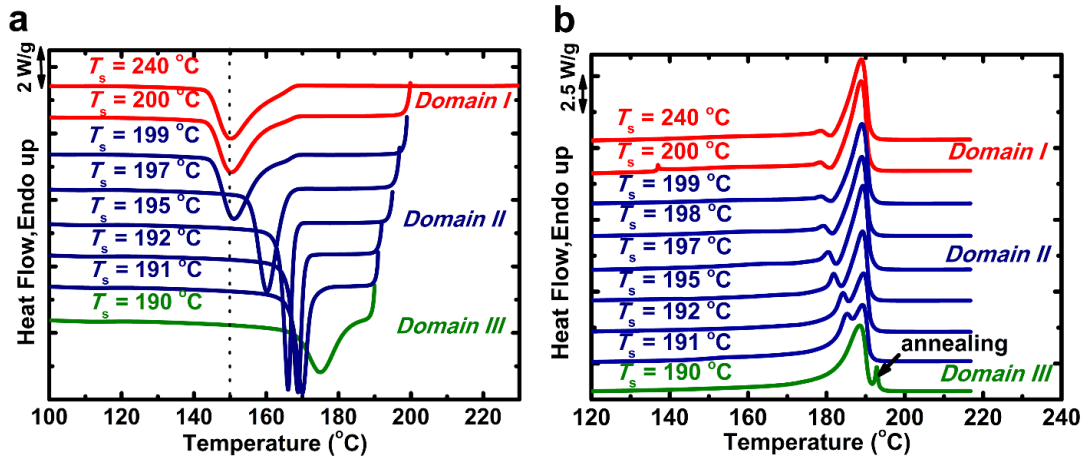 a
2 W/g
Heat Flow,Endo up
Ts = 240 °C
Ts = 200 °C
Ts = 199 °C
Ts = 197 °C
Ts = 195 °C
Ts = 192 °C
Ts = 191 °C
Ts = 190 °C
Domain I
Domain II
Domain III
100 120 140 160 180 200 220
Temperature (°C)
b
2.5 W/g
Heat Flow,Endo up
Ts = 240 °C
Ts = 200 °C
Ts = 199 °C
Ts = 198 °C
Ts = 197 °C
Ts = 195 °C
Ts = 192 °C
Ts = 191 °C
Ts = 190 °C
Domain I
Domain II
annealing
Domain III
120 140 160 180 200 220 240
Temperature (°C)